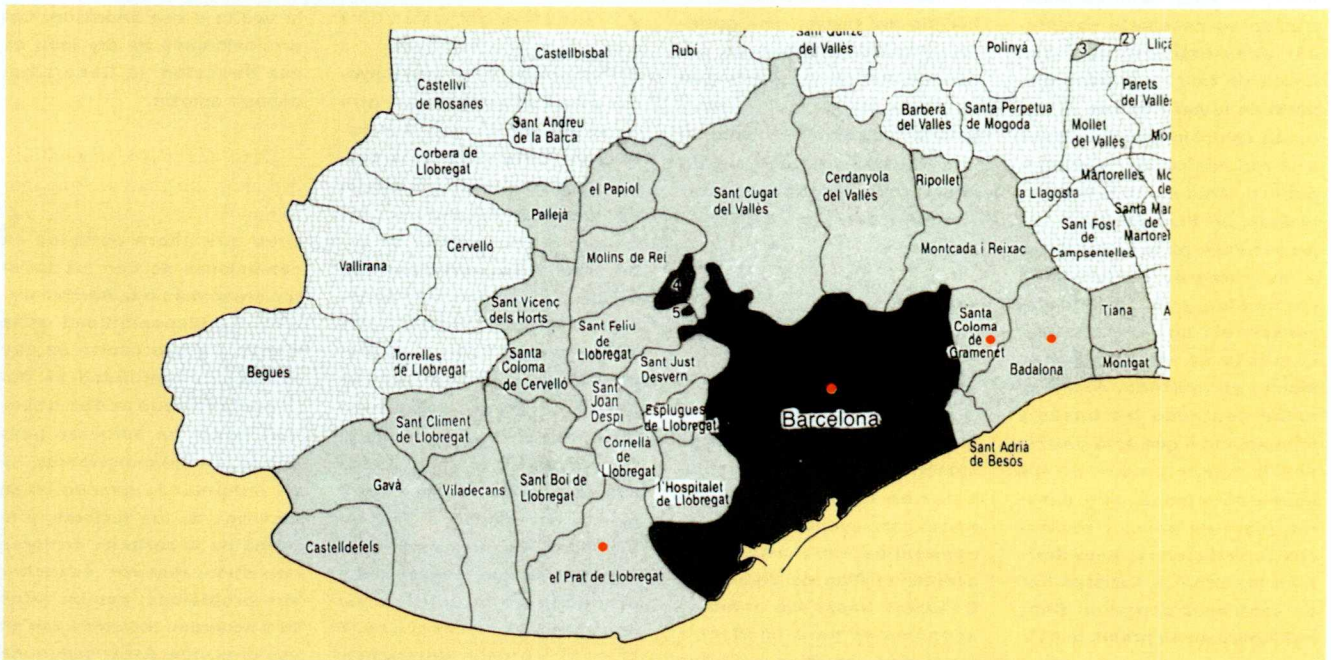 Castellbisbal
Rubí
Sant Quirze
del Vallès
Polinyà
3
2
Lliçà
Castellví
de Rosanes
Sant Andreu
de la Barca
Barberà
del Vallès
Santa Perpetua
de Mogoda
Parets
del Vallès
Mollet
del Vallès
Corbera de
Llobregat
el Papiol
Sant Cugat
del Vallès
Cerdanyola
del Vallès
Ripollet
la Llagosta
Martorelles
Pallejà
Sant Fost
de
Campsentelles
Cervelló
Molins de Rei
Montcada i Reixac
Vallirana
4
5
Sant Vicenç
dels Horts
Sant Feliu
de
Llobregat
Santa
Coloma
de
Gramenet
Tiana
A
Begues
Torrelles
de Llobregat
Santa
Coloma
de Cervelló
Sant Just
Desvern
Badalona
Montgat
Sant
Joan
Despí
Esplugues
de Llobregat
Barcelona
Sant Climent
de Llobregat
Cornellà
de
Llobregat
Sant Adrià
de Besòs
Gavà
Viladecans
Sant Boi de
Llobregat
l'Hospitalet
de Llobregat
Castelldefels
el Prat de Llobregat